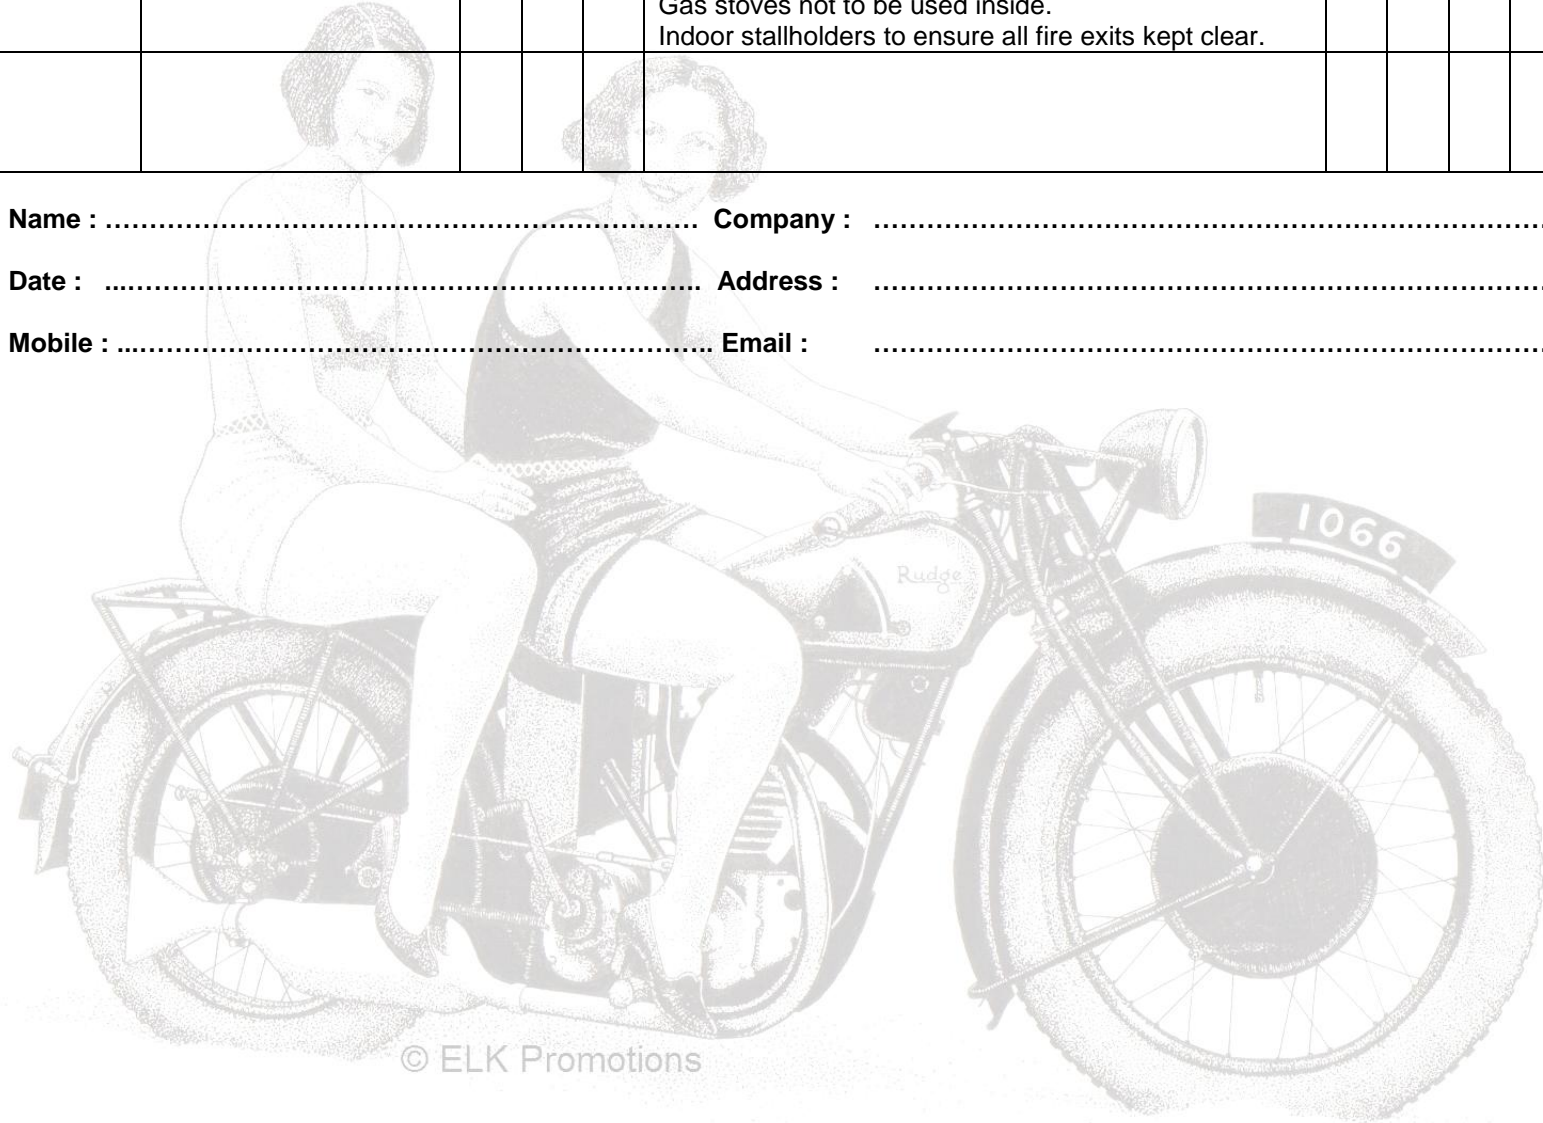 Gas stoves not to be used inside.
Indoor stallholders to ensure all fire exits kept clear.
Name : ………………………………………………………… Company : …………………………………………………………………
Date : ...………………………………………………………… Address : …………………………………………………………………
Mobile : ...………………………………………………………… Email : …………………………………………………………………
1066
Rudge
© ELK Promotions